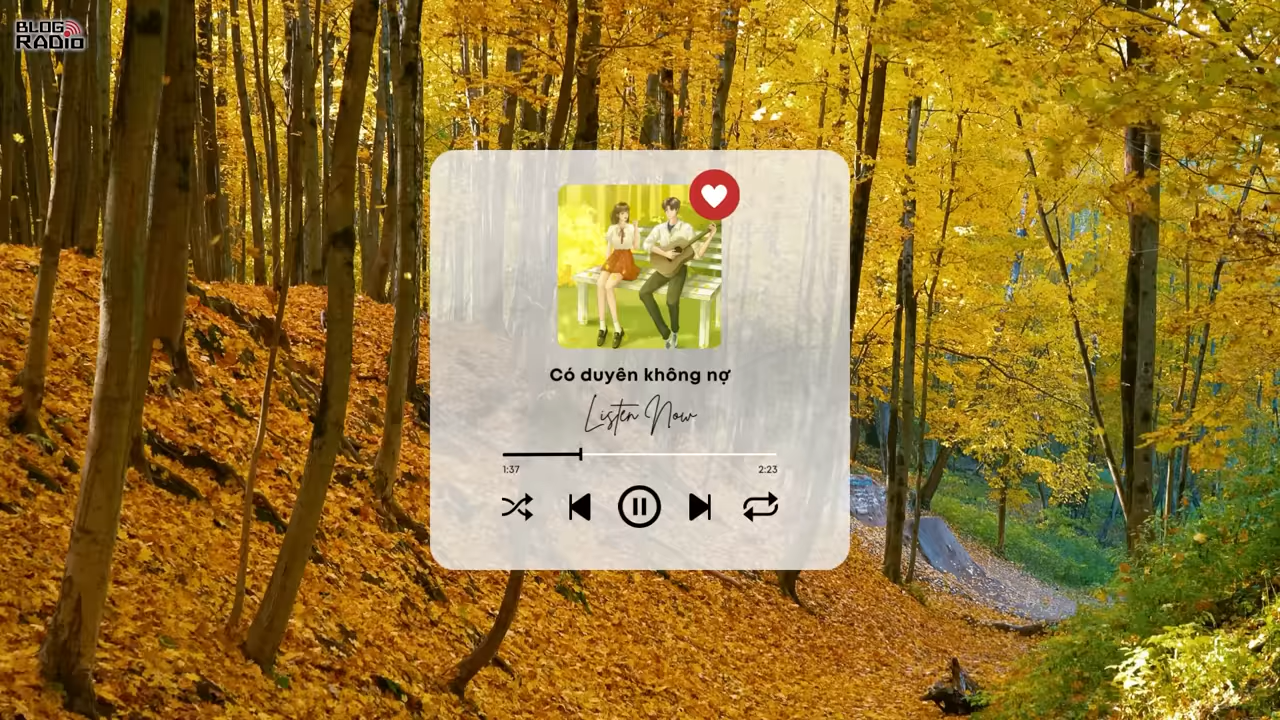 BLOG
RADIO
Có duyên không nợ
Listen Now
1:37 2:23